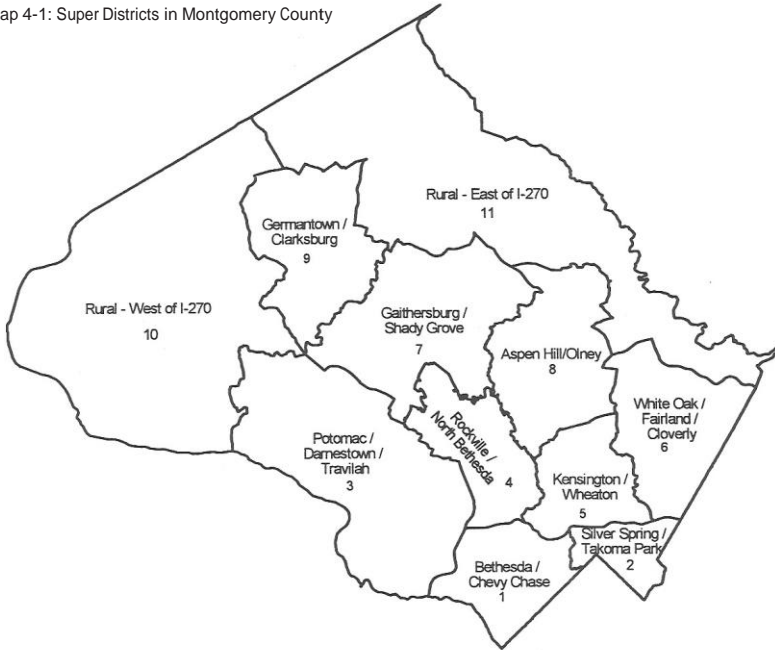 ap 4-1: Super Districts in Montgomery County
Rural - East of I-270
11
Germantown /
Clarksburg
9
Rural - West of I-270
10
Gaithersburg /
Shady Grove
7
Aspen Hill/Olney
8
White Oak /
Fairland /
Cloverly
6
Rockville /
North Bethesda
4
Potomac /
Darnestown /
Travilah
3
Kensington /
Wheaton
5
Silver Spring /
Takoma Park
2
Bethesda /
Chevy Chase
1